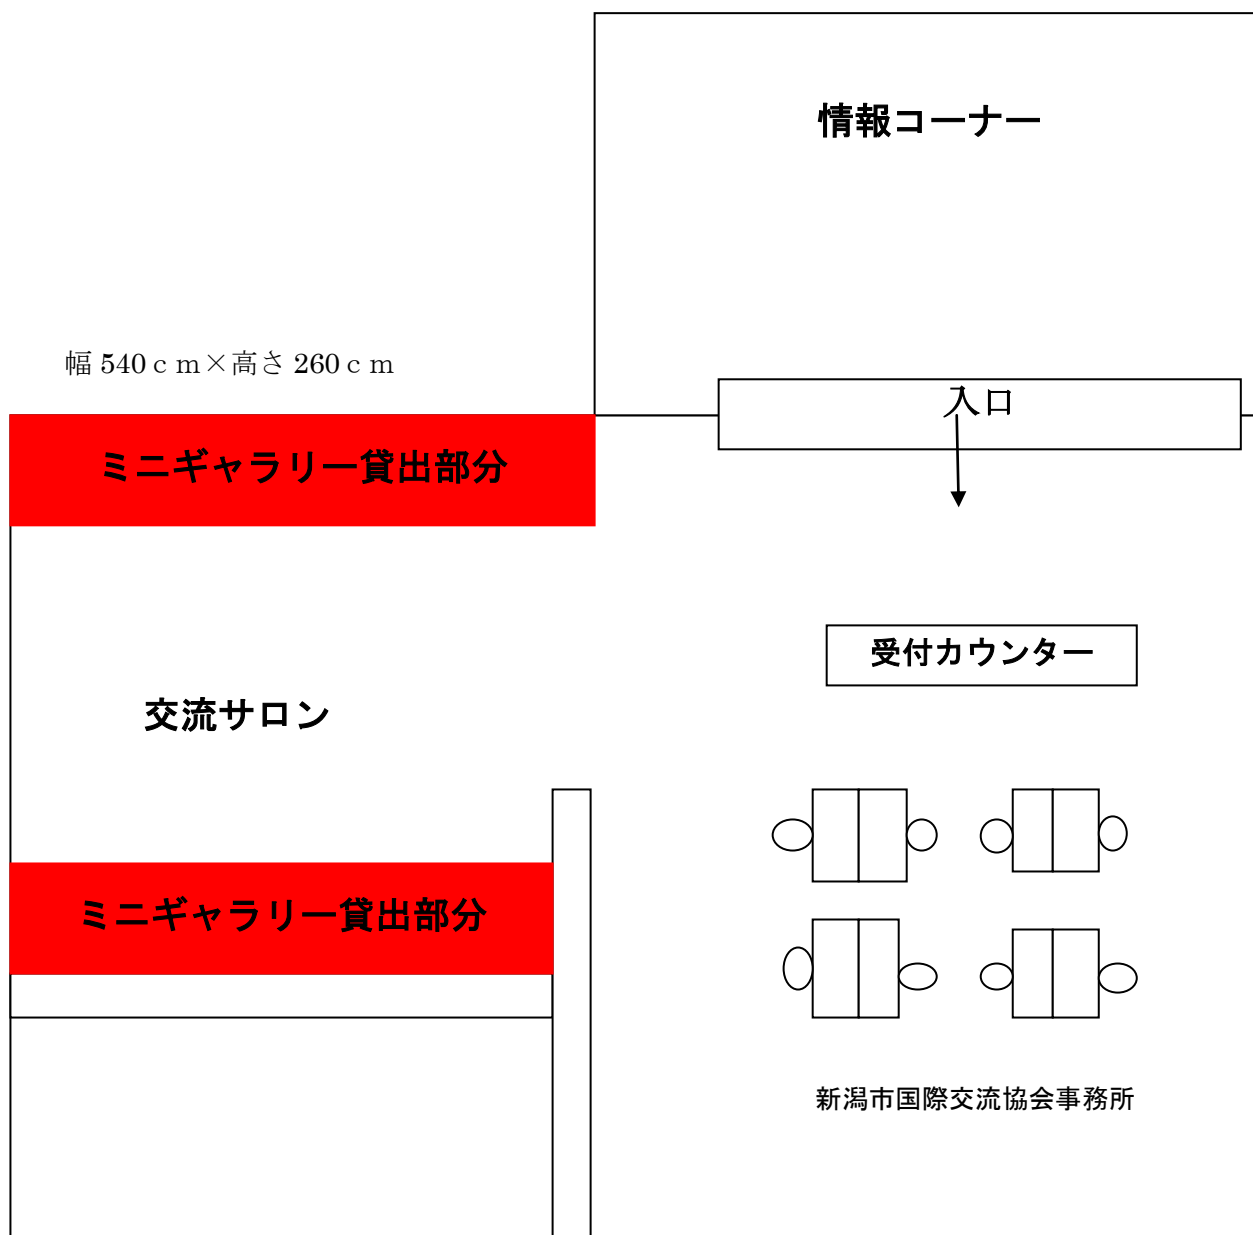 情報コーナー
幅 540ｃｍ×高さ 260ｃｍ
入口
ミニギャラリー貸出部分
受付カウンター
交流サロン
ミニギャラリー貸出部分
新潟市国際交流協会事務所